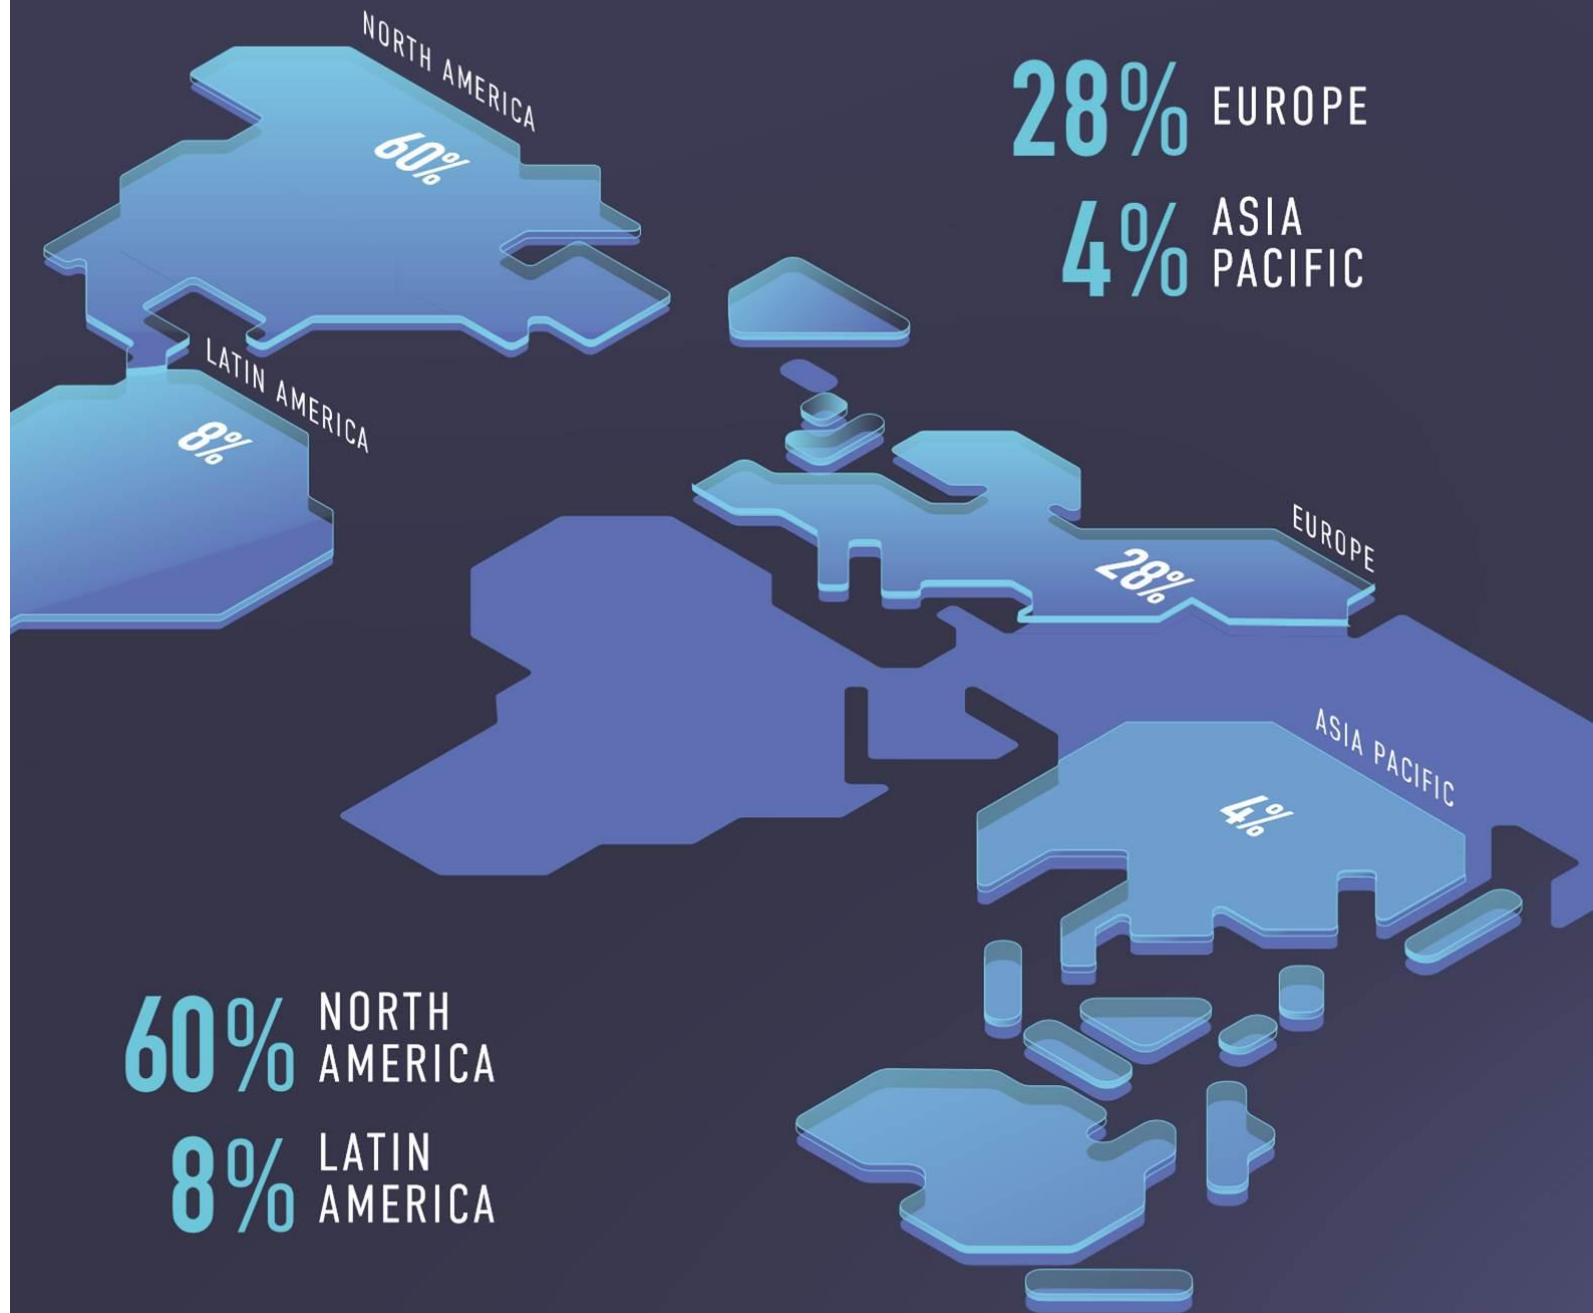 NORTH AMERICA
60%
28% EUROPE
4% ASIA
PACIFIC
LATIN AMERICA
8%
EUROPE
28%
ASIA PACIFIC
4%
60% NORTH
AMERICA
8% LATIN
AMERICA